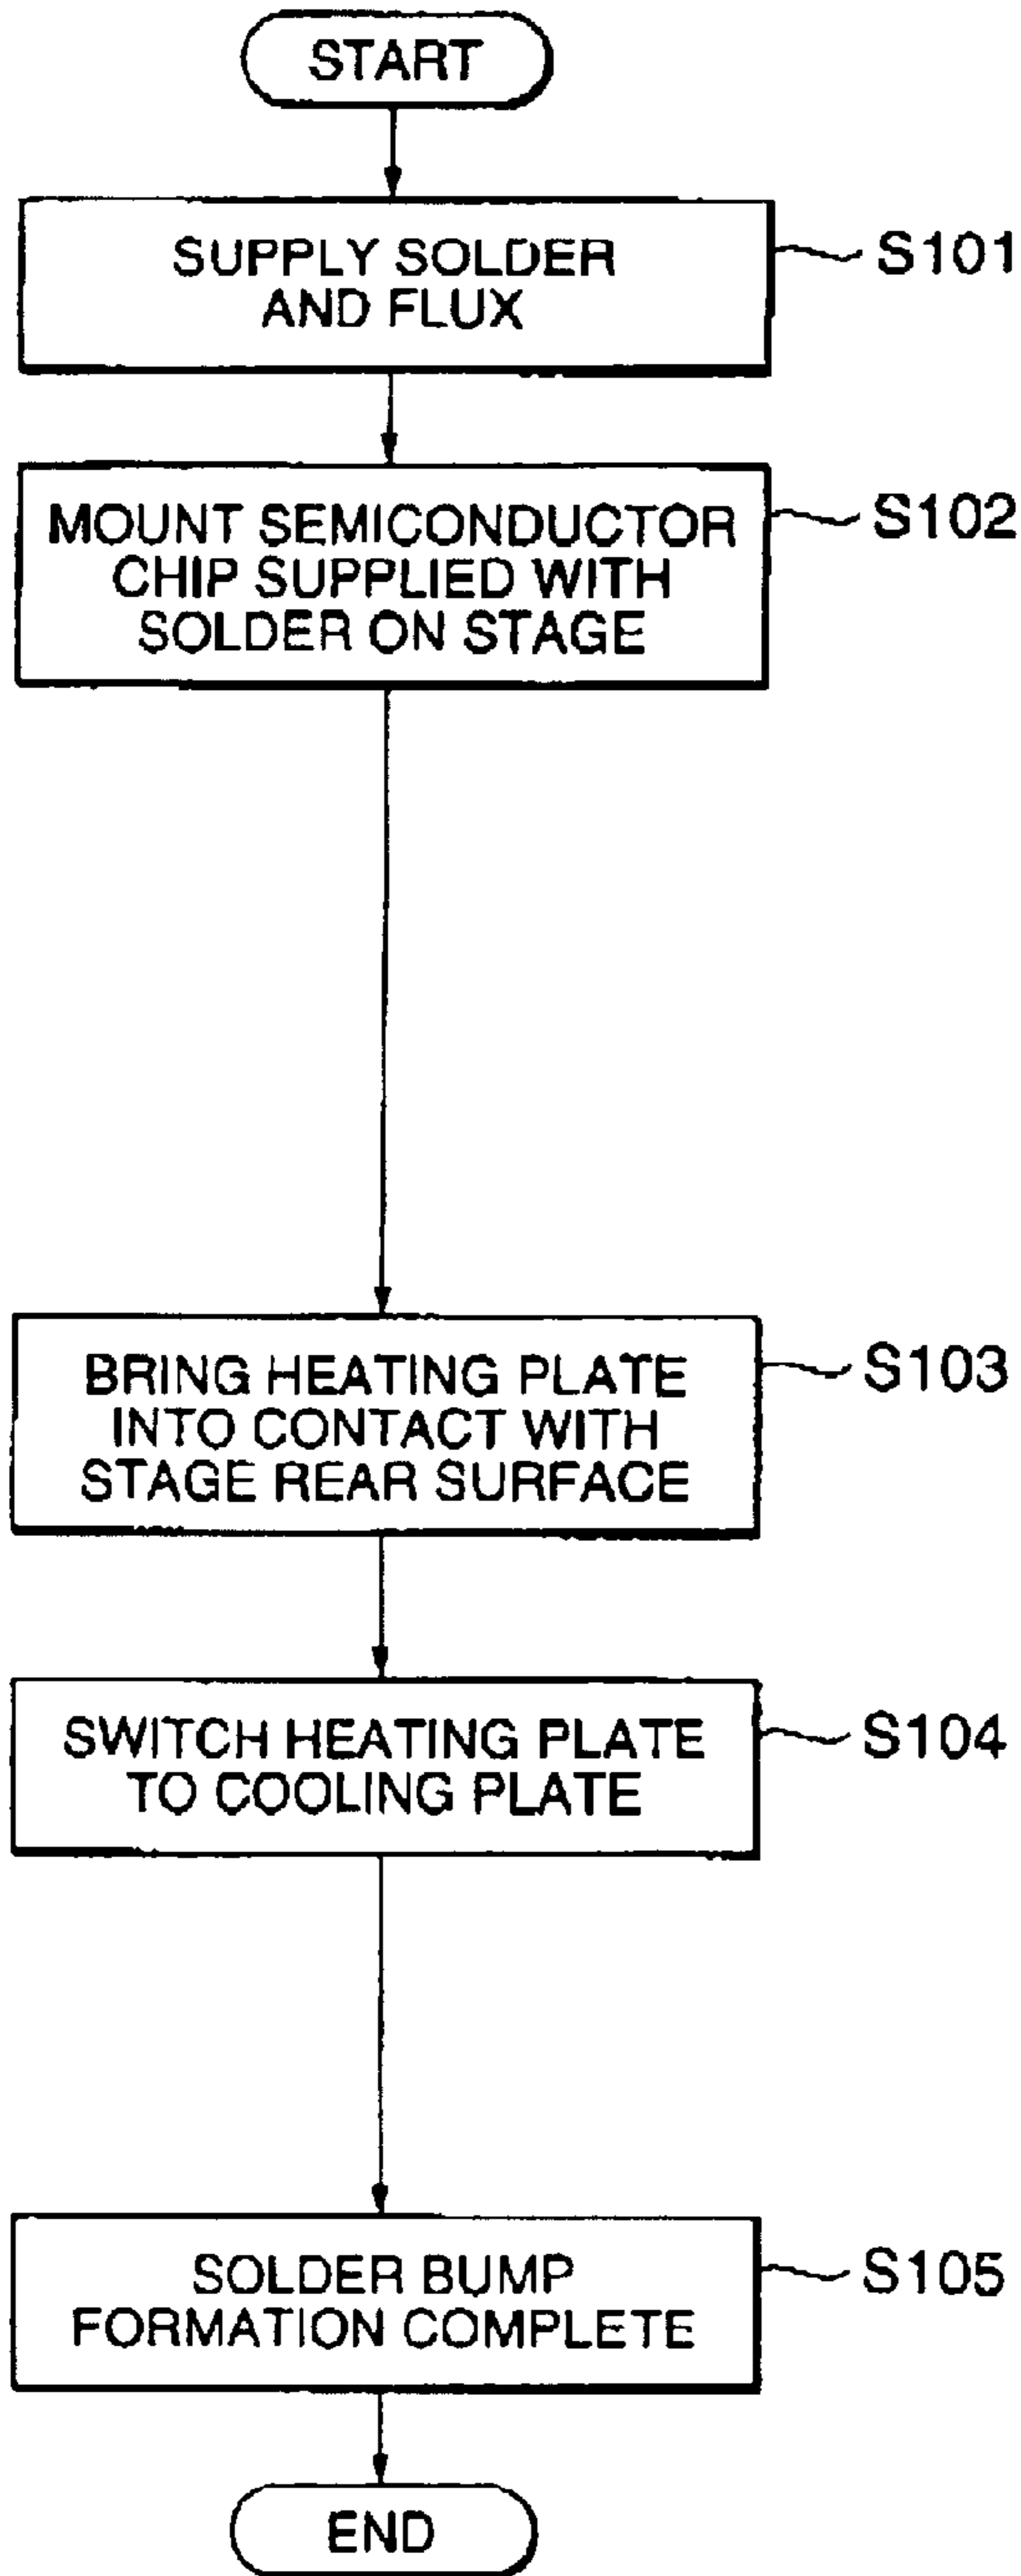 START
SUPPLY SOLDER
AND FLUX
S101
MOUNT SEMICONDUCTOR
CHIP SUPPLIED WITH
SOLDER ON STAGE
S102
BRING HEATING PLATE
INTO CONTACT WITH
STAGE REAR SURFACE
S103
SWITCH HEATING PLATE
TO COOLING PLATE
S104
SOLDER BUMP
FORMATION COMPLETE
S105
END